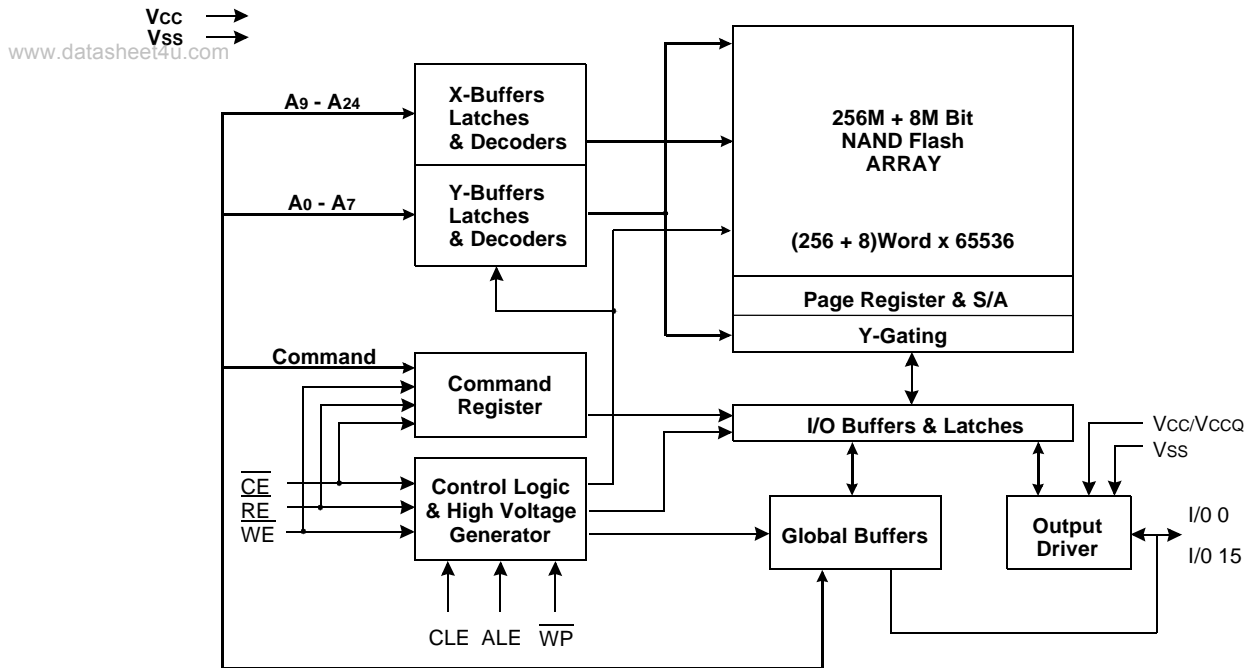 VCC
VSS
www.datasheet4u.com
A9 - A24
X-Buffers
Latches
& Decoders
A0 - A7
Y-Buffers
Latches
& Decoders
256M + 8M Bit
NAND Flash
ARRAY
(256 + 8)Word x 65536
Page Register & S/A
Y-Gating
Command
Command
Register
I/O Buffers & Latches
VCC/VCCQ
VSS
CE
RE
WE
Control Logic
& High Voltage
Generator
Global Buffers
Output
Driver
I/0 0
I/0 15
CLE ALE WP